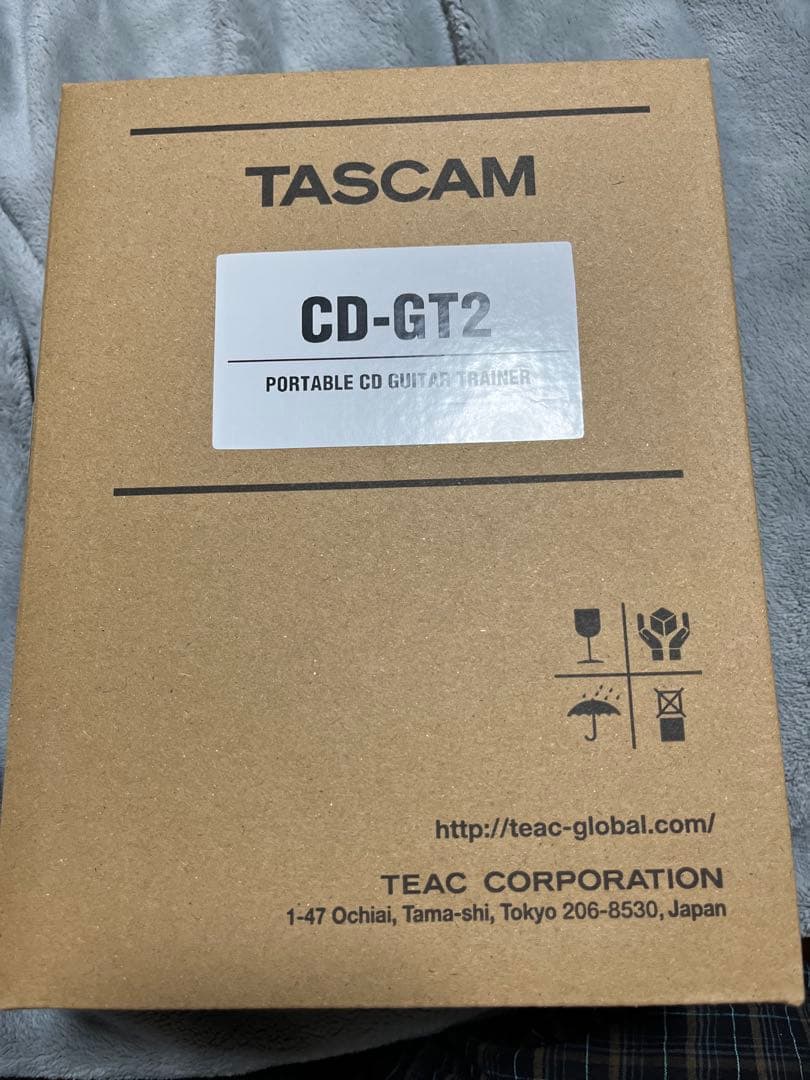 TASCAM
CD-GT2
PORTABLE CD GUITAR TRAINER
http://teac-global.com/
TEAC CORPORATION
1-47 Ochiai, Tama-shi, Tokyo 206-8530, Japan